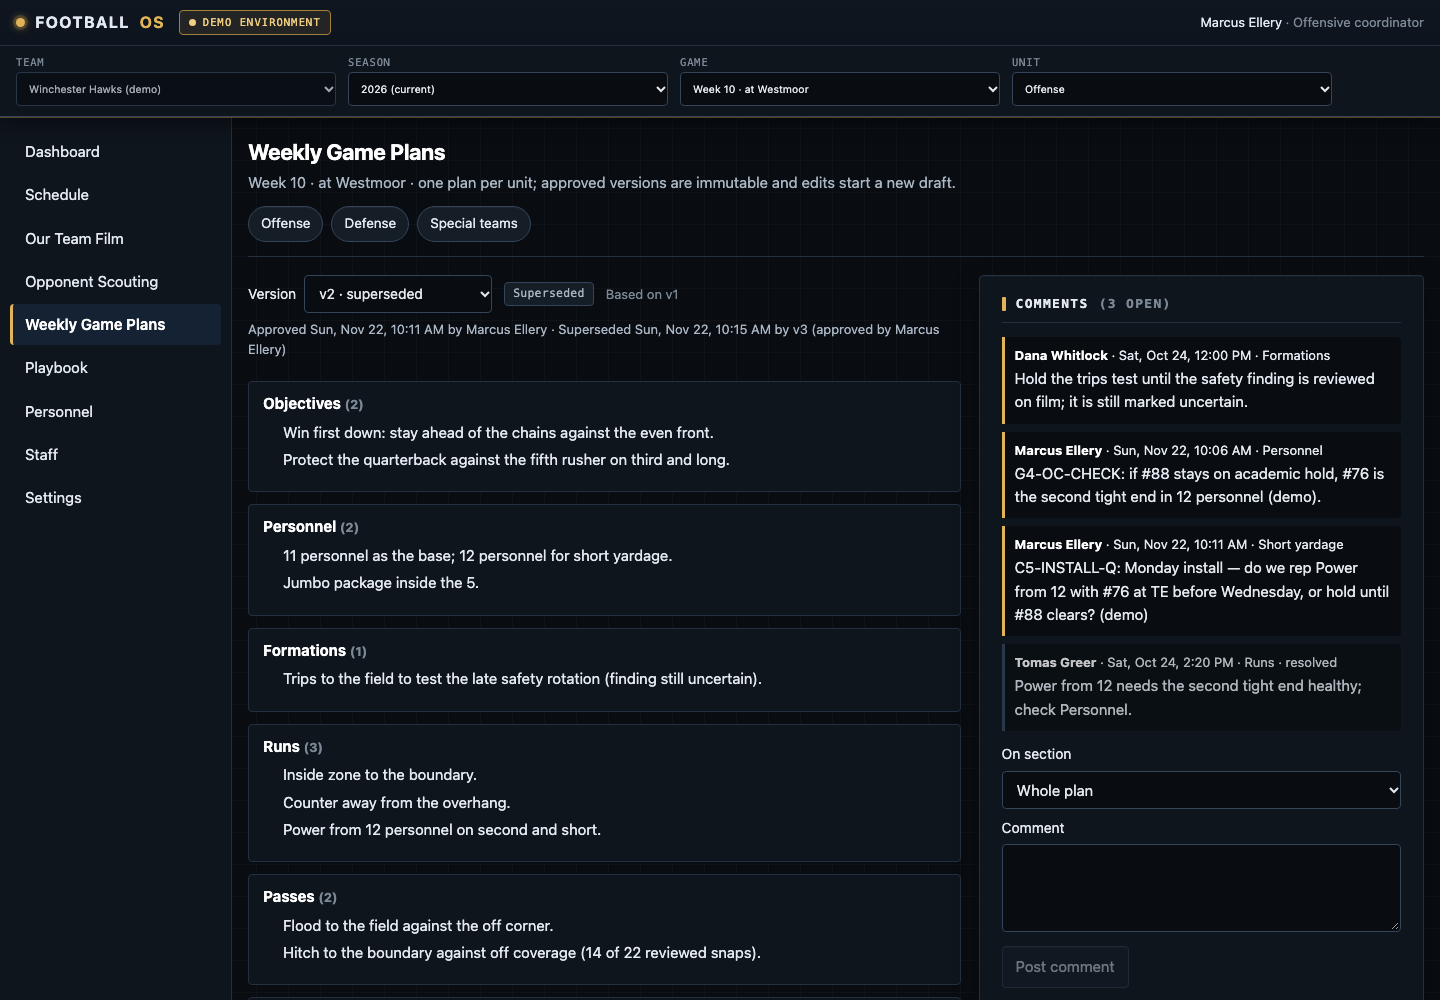 FOOTBALL OS
DEMO ENVIRONMENT
Marcus Ellery · Offensive coordinator
TEAM
Winchester Hawks (demo)
SEASON
2026 (current)
GAME
Week 10 · at Westmoor
UNIT
Offense
Dashboard
Schedule
Our Team Film
Opponent Scouting
Weekly Game Plans
Playbook
Personnel
Staff
Settings
Weekly Game Plans
Week 10 · at Westmoor · one plan per unit; approved versions are immutable and edits start a new draft.
Offense
Defense
Special teams
Version
v2 · superseded
Superseded
Based on v1
Approved Sun, Nov 22, 10:11 AM by Marcus Ellery · Superseded Sun, Nov 22, 10:15 AM by v3 (approved by Marcus
Ellery)
Objectives (2)
Win first down: stay ahead of the chains against the even front.
Protect the quarterback against the fifth rusher on third and long.
Personnel (2)
11 personnel as the base; 12 personnel for short yardage.
Jumbo package inside the 5.
Formations (1)
Trips to the field to test the late safety rotation (finding still uncertain).
Runs (3)
Inside zone to the boundary.
Counter away from the overhang.
Power from 12 personnel on second and short.
Passes (2)
Flood to the field against the off corner.
Hitch to the boundary against off coverage (14 of 22 reviewed snaps).
COMMENTS (3 OPEN)
Dana Whitlock · Sat, Oct 24, 12:00 PM · Formations
Hold the trips test until the safety finding is reviewed
on film; it is still marked uncertain.
Marcus Ellery · Sun, Nov 22, 10:06 AM · Personnel
G4-OC-CHECK: if #88 stays on academic hold, #76 is
the second tight end in 12 personnel (demo).
Marcus Ellery · Sun, Nov 22, 10:11 AM · Short yardage
C5-INSTALL-Q: Monday install — do we rep Power
from 12 with #76 at TE before Wednesday, or hold until
#88 clears? (demo)
Tomas Greer · Sat, Oct 24, 2:20 PM · Runs · resolved
Power from 12 needs the second tight end healthy;
check Personnel.
On section
Whole plan
Comment
Post comment